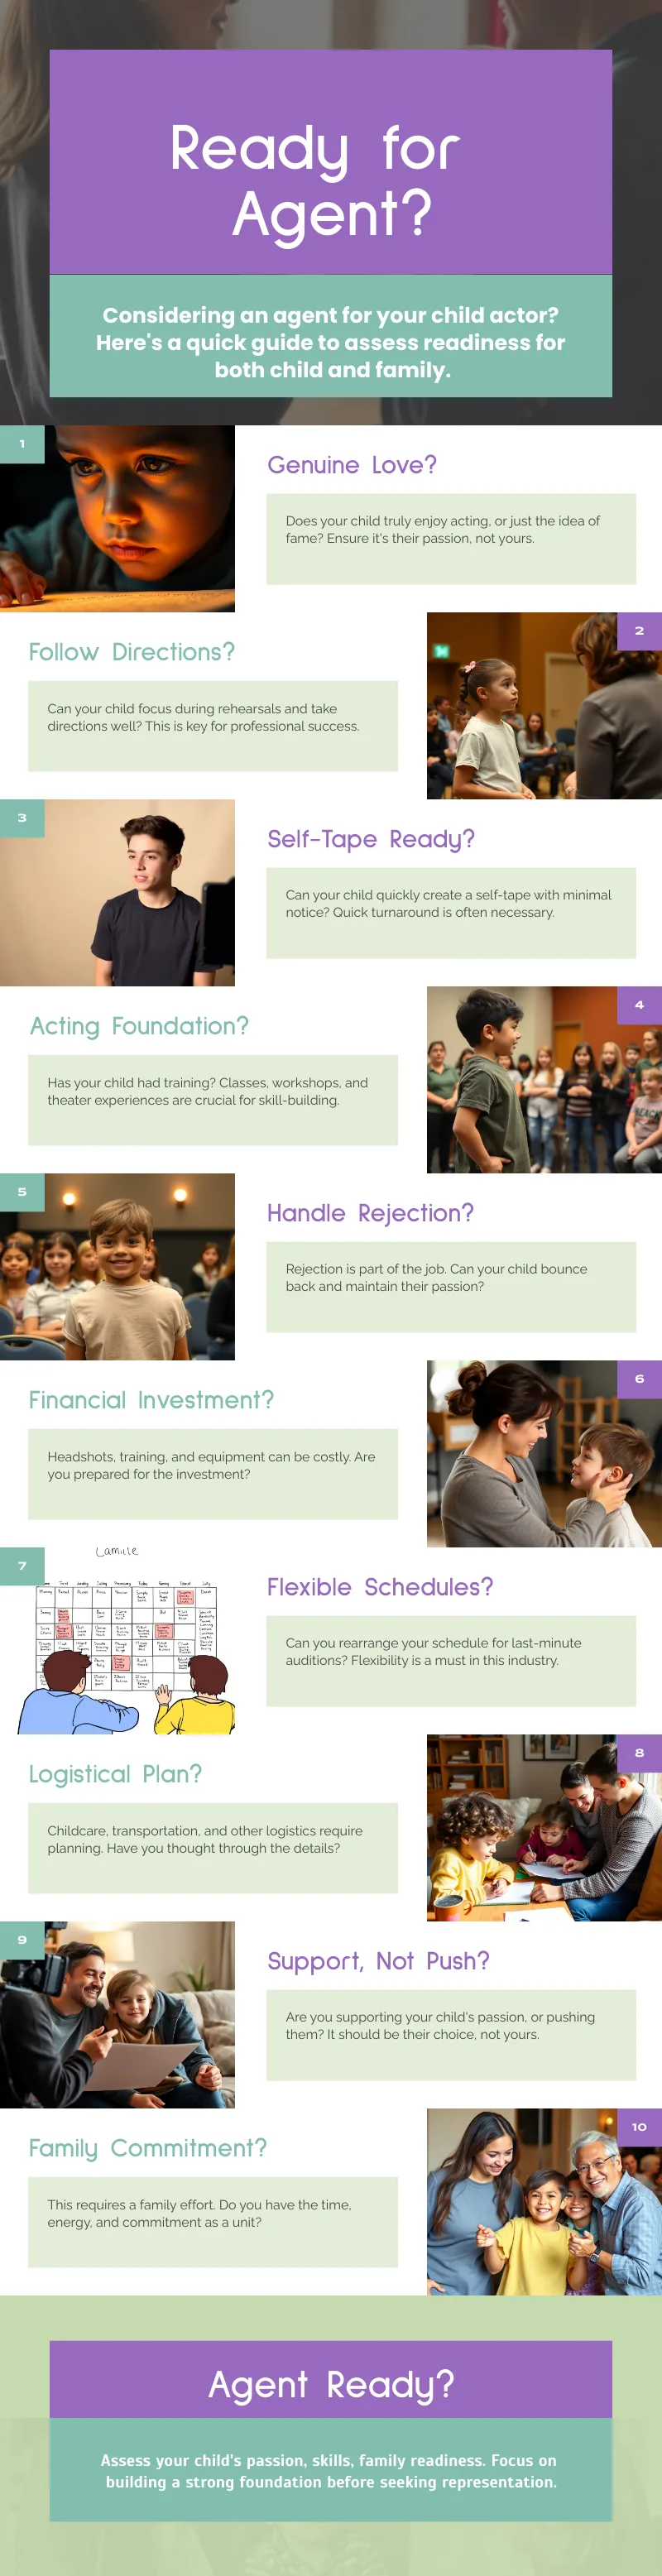 Ready for
Agent?
Considering an agent for your child actor?
Here's a quick guide to assess readiness for
both child and family.
1
Genuine Love?
Does your child truly enjoy acting, or just the idea of
fame? Ensure it's their passion, not yours.
2
Follow Directions?
Can your child focus during rehearsals and take
directions well? This is key for professional success.
3
Self-Tape Ready?
Can your child quickly create a self-tape with minimal
notice? Quick turnaround is often necessary.
4
Acting Foundation?
Has your child had training? Classes, workshops, and
theater experiences are crucial for skill-building.
5
Handle Rejection?
Rejection is part of the job. Can your child bounce
back and maintain their passion?
6
Financial Investment?
Headshots, training, and equipment can be costly. Are
you prepared for the investment?
7
Flexible Schedules?
Can you rearrange your schedule for last-minute
auditions? Flexibility is a must in this industry.
8
Logistical Plan?
Childcare, transportation, and other logistics require
planning. Have you thought through the details?
9
Support, Not Push?
Are you supporting your child's passion, or pushing
them? It should be their choice, not yours.
10
Family Commitment?
This requires a family effort. Do you have the time,
energy, and commitment as a unit?
Agent Ready?
Assess your child's passion, skills, family readiness. Focus on
building a strong foundation before seeking representation.